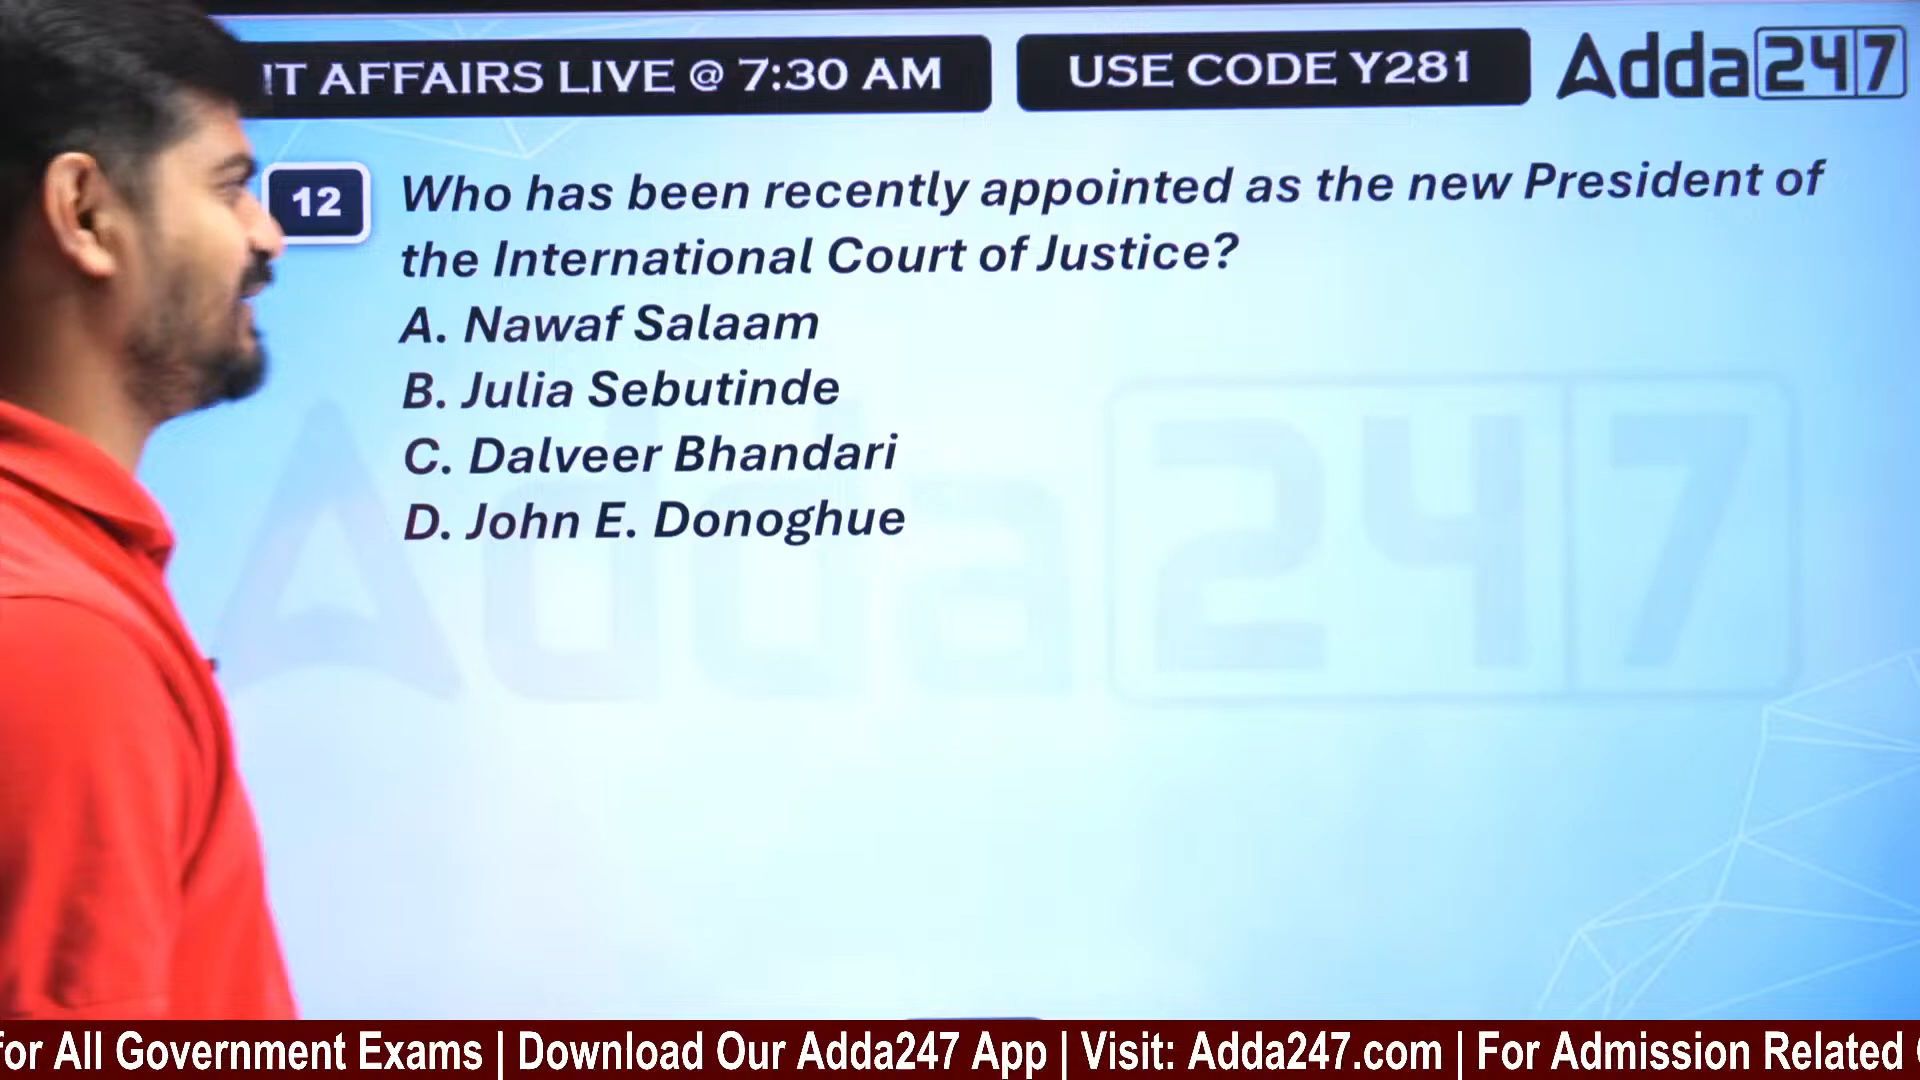 IT AFFAIRS LIVE @ 7:30 AM
USE CODE Y281
Adda247
12
Who has been recently appointed as the new President of
the International Court of Justice?
A. Nawaf Salaam
B. Julia Sebutinde
C. Dalveer Bhandari
D. John E. Donoghue
Adda247
for All Government Exams | Download Our Adda247 App | Visit: Adda247.com | For Admission Related